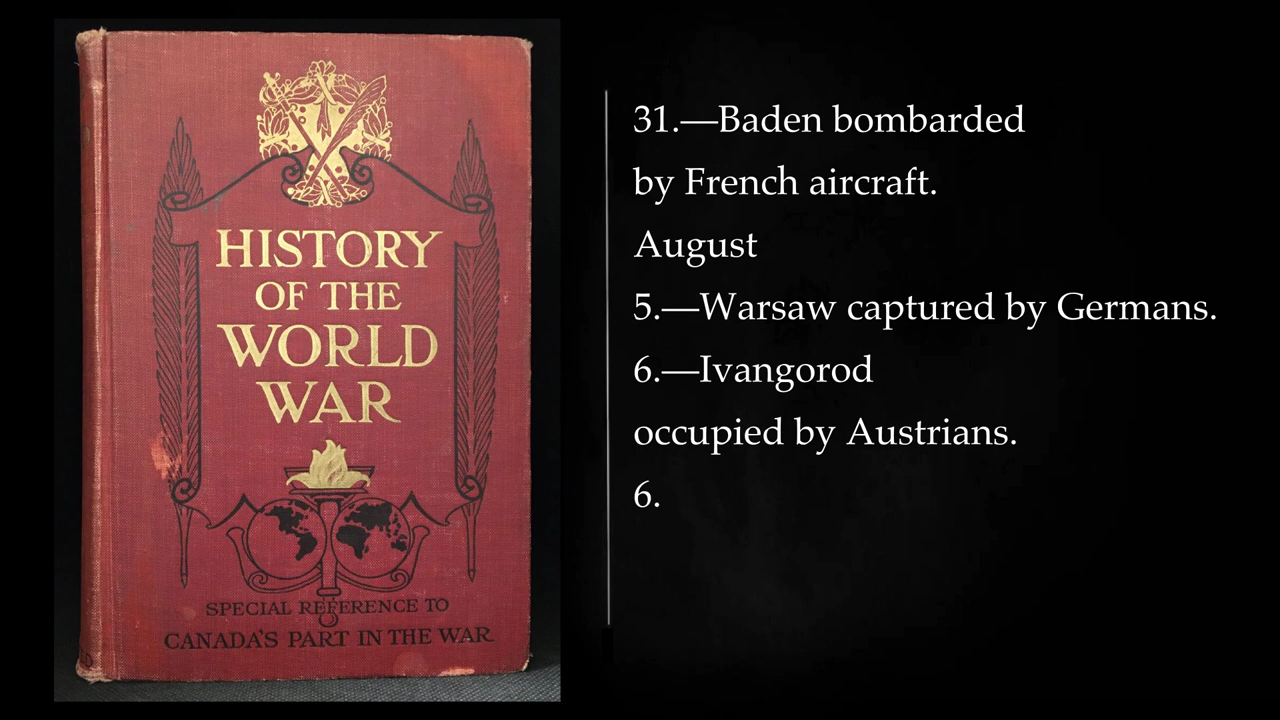 HISTORY
OF THE
WORLD
WAR
SPECIAL REFERENCE TO
CANADA'S PART IN THE WAR
31.—Baden bombarded
by French aircraft.
August
5.—Warsaw captured by Germans.
6.—Ivangorod
occupied by Austrians.
6.